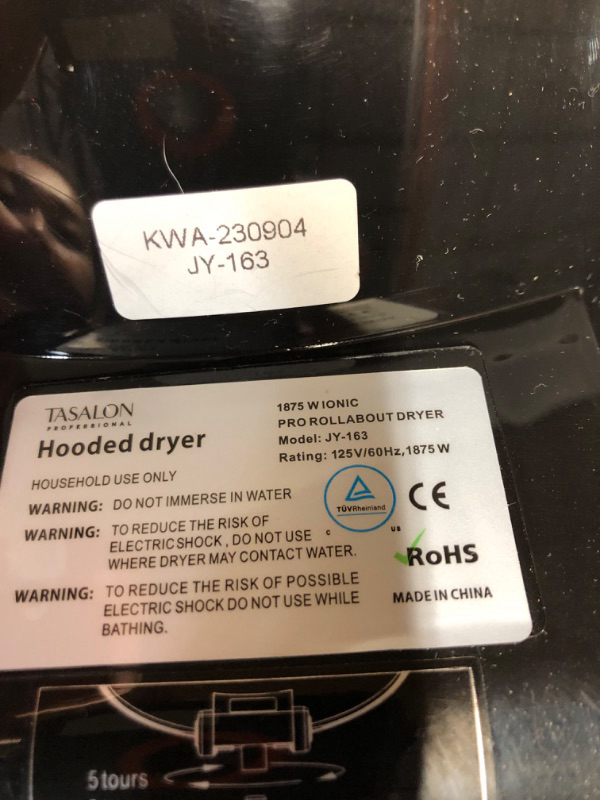 KWA-230904
JY-163
TASALON
PROFESSIONAL
Hooded dryer
1875 W IONIC
PRO ROLLABOUT DRYER
Model: JY-163
Rating: 125V/60Hz,1875 W
HOUSEHOLD USE ONLY
WARNING: DO NOT IMMERSE IN WATER
WARNING: TO REDUCE THE RISK OF
ELECTRIC SHOCK , DO NOT USE
WHERE DRYER MAY CONTACT WATER.
WARNING: TO REDUCE THE RISK OF POSSIBLE
ELECTRIC SHOCK DO NOT USE WHILE
BATHING.
TÜVRheinland
C US
CE
RoHS
MADE IN CHINA
5 tours